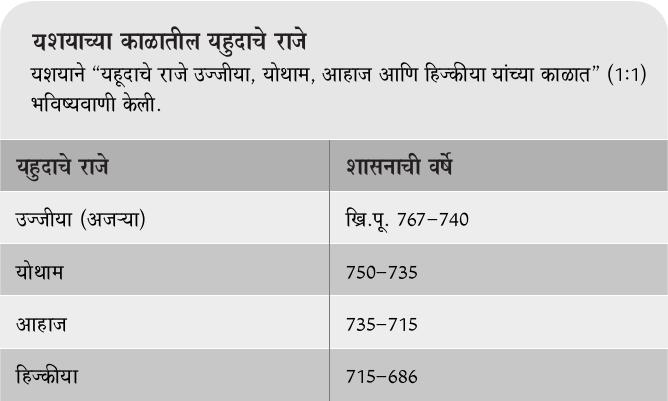 यशयाच्या काळातील यहुदाचे राजे
यशयाने “यहूदाचे राजे उज्जीया, योथाम, आहाज आणि हिज्कीया यांच्या काळात” (1:1)
भविष्यवाणी केली.
यहुदाचे राजे शासनाची वर्षे
उज्जीया (अजऱ्या) ख्रि.पू. 767–740
योथाम 750–735
आहाज 735–715
हिज्कीया 715–686